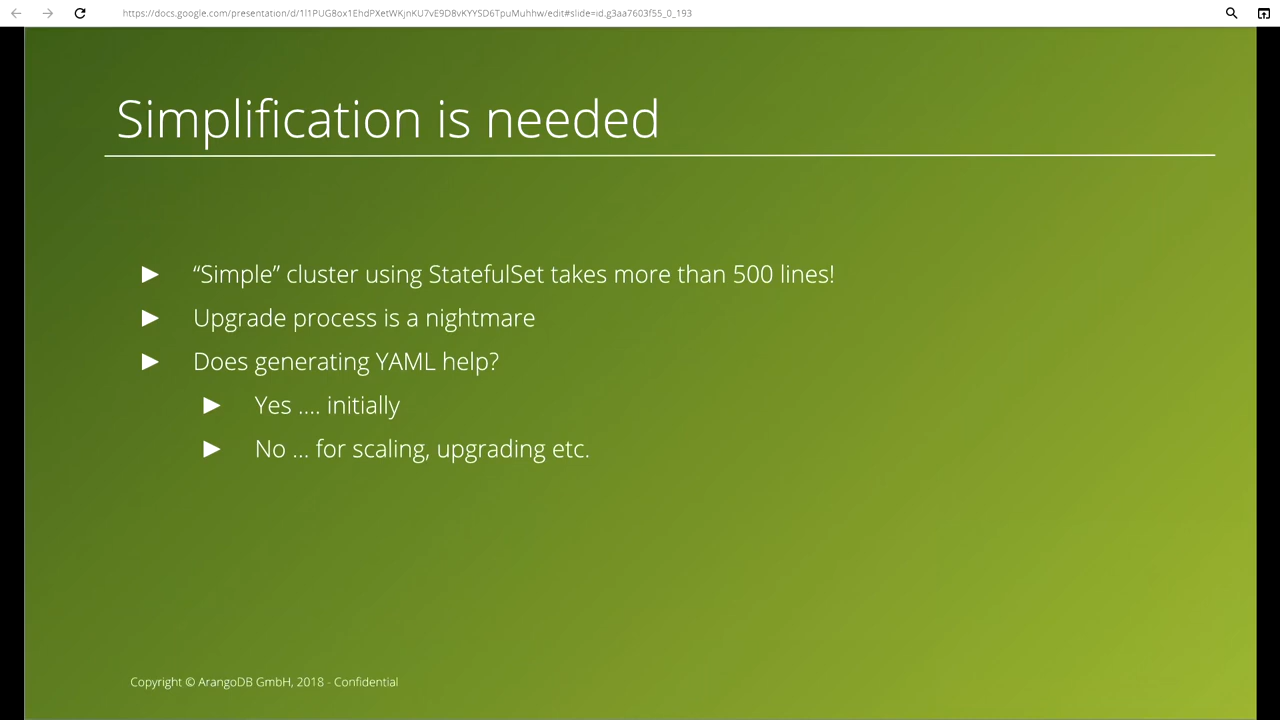 https://docs.google.com/presentation/d/1l1PUG8ox1EhdPXetWKjnKU7vE9D8vKYYSD6TpuMuhhw/edit#slide=id.g3aa7603f55_0_193
Simplification is needed
“Simple” cluster using StatefulSet takes more than 500 lines!
Upgrade process is a nightmare
Does generating YAML help?
Yes .... initially
No ... for scaling, upgrading etc.
Copyright © ArangoDB GmbH, 2018 - Confidential